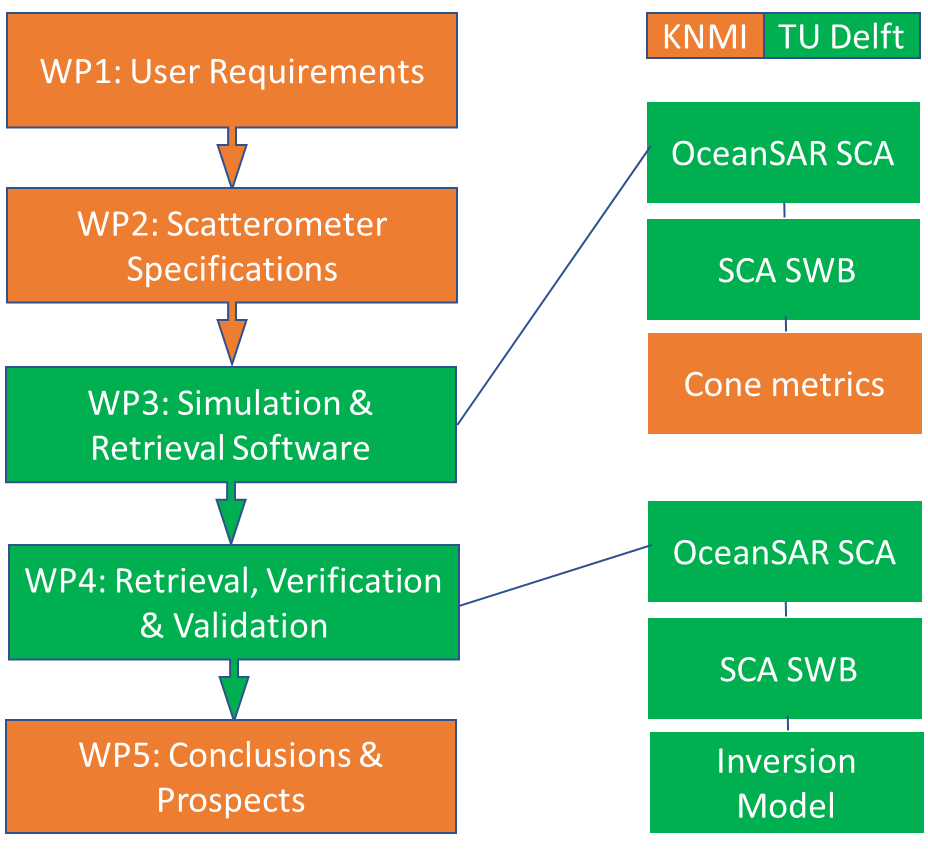 WP1: User Requirements
WP2: Scatterometer
Specifications
WP3: Simulation &
Retrieval Software
WP4: Retrieval, Verification
& Validation
WP5: Conclusions &
Prospects
KNMI TU Delft
OceanSAR SCA
SCA SWB
Cone metrics
OceanSAR SCA
SCA SWB
Inversion
Model